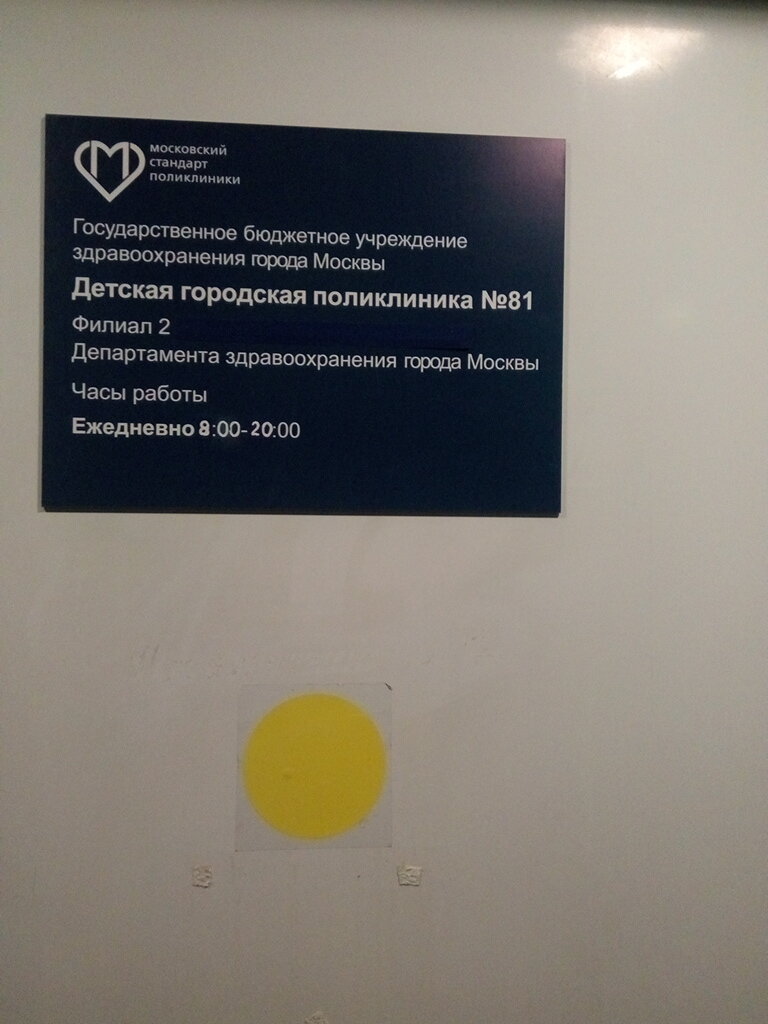 московский
стандарт
поликлиники
Государственное бюджетное учреждение
здравоохранения города Москвы
Детская городская поликлиника №81
Филиал 2
Департамента здравоохранения города Москвы
Часы работы
Ежедневно 8:00-20:00